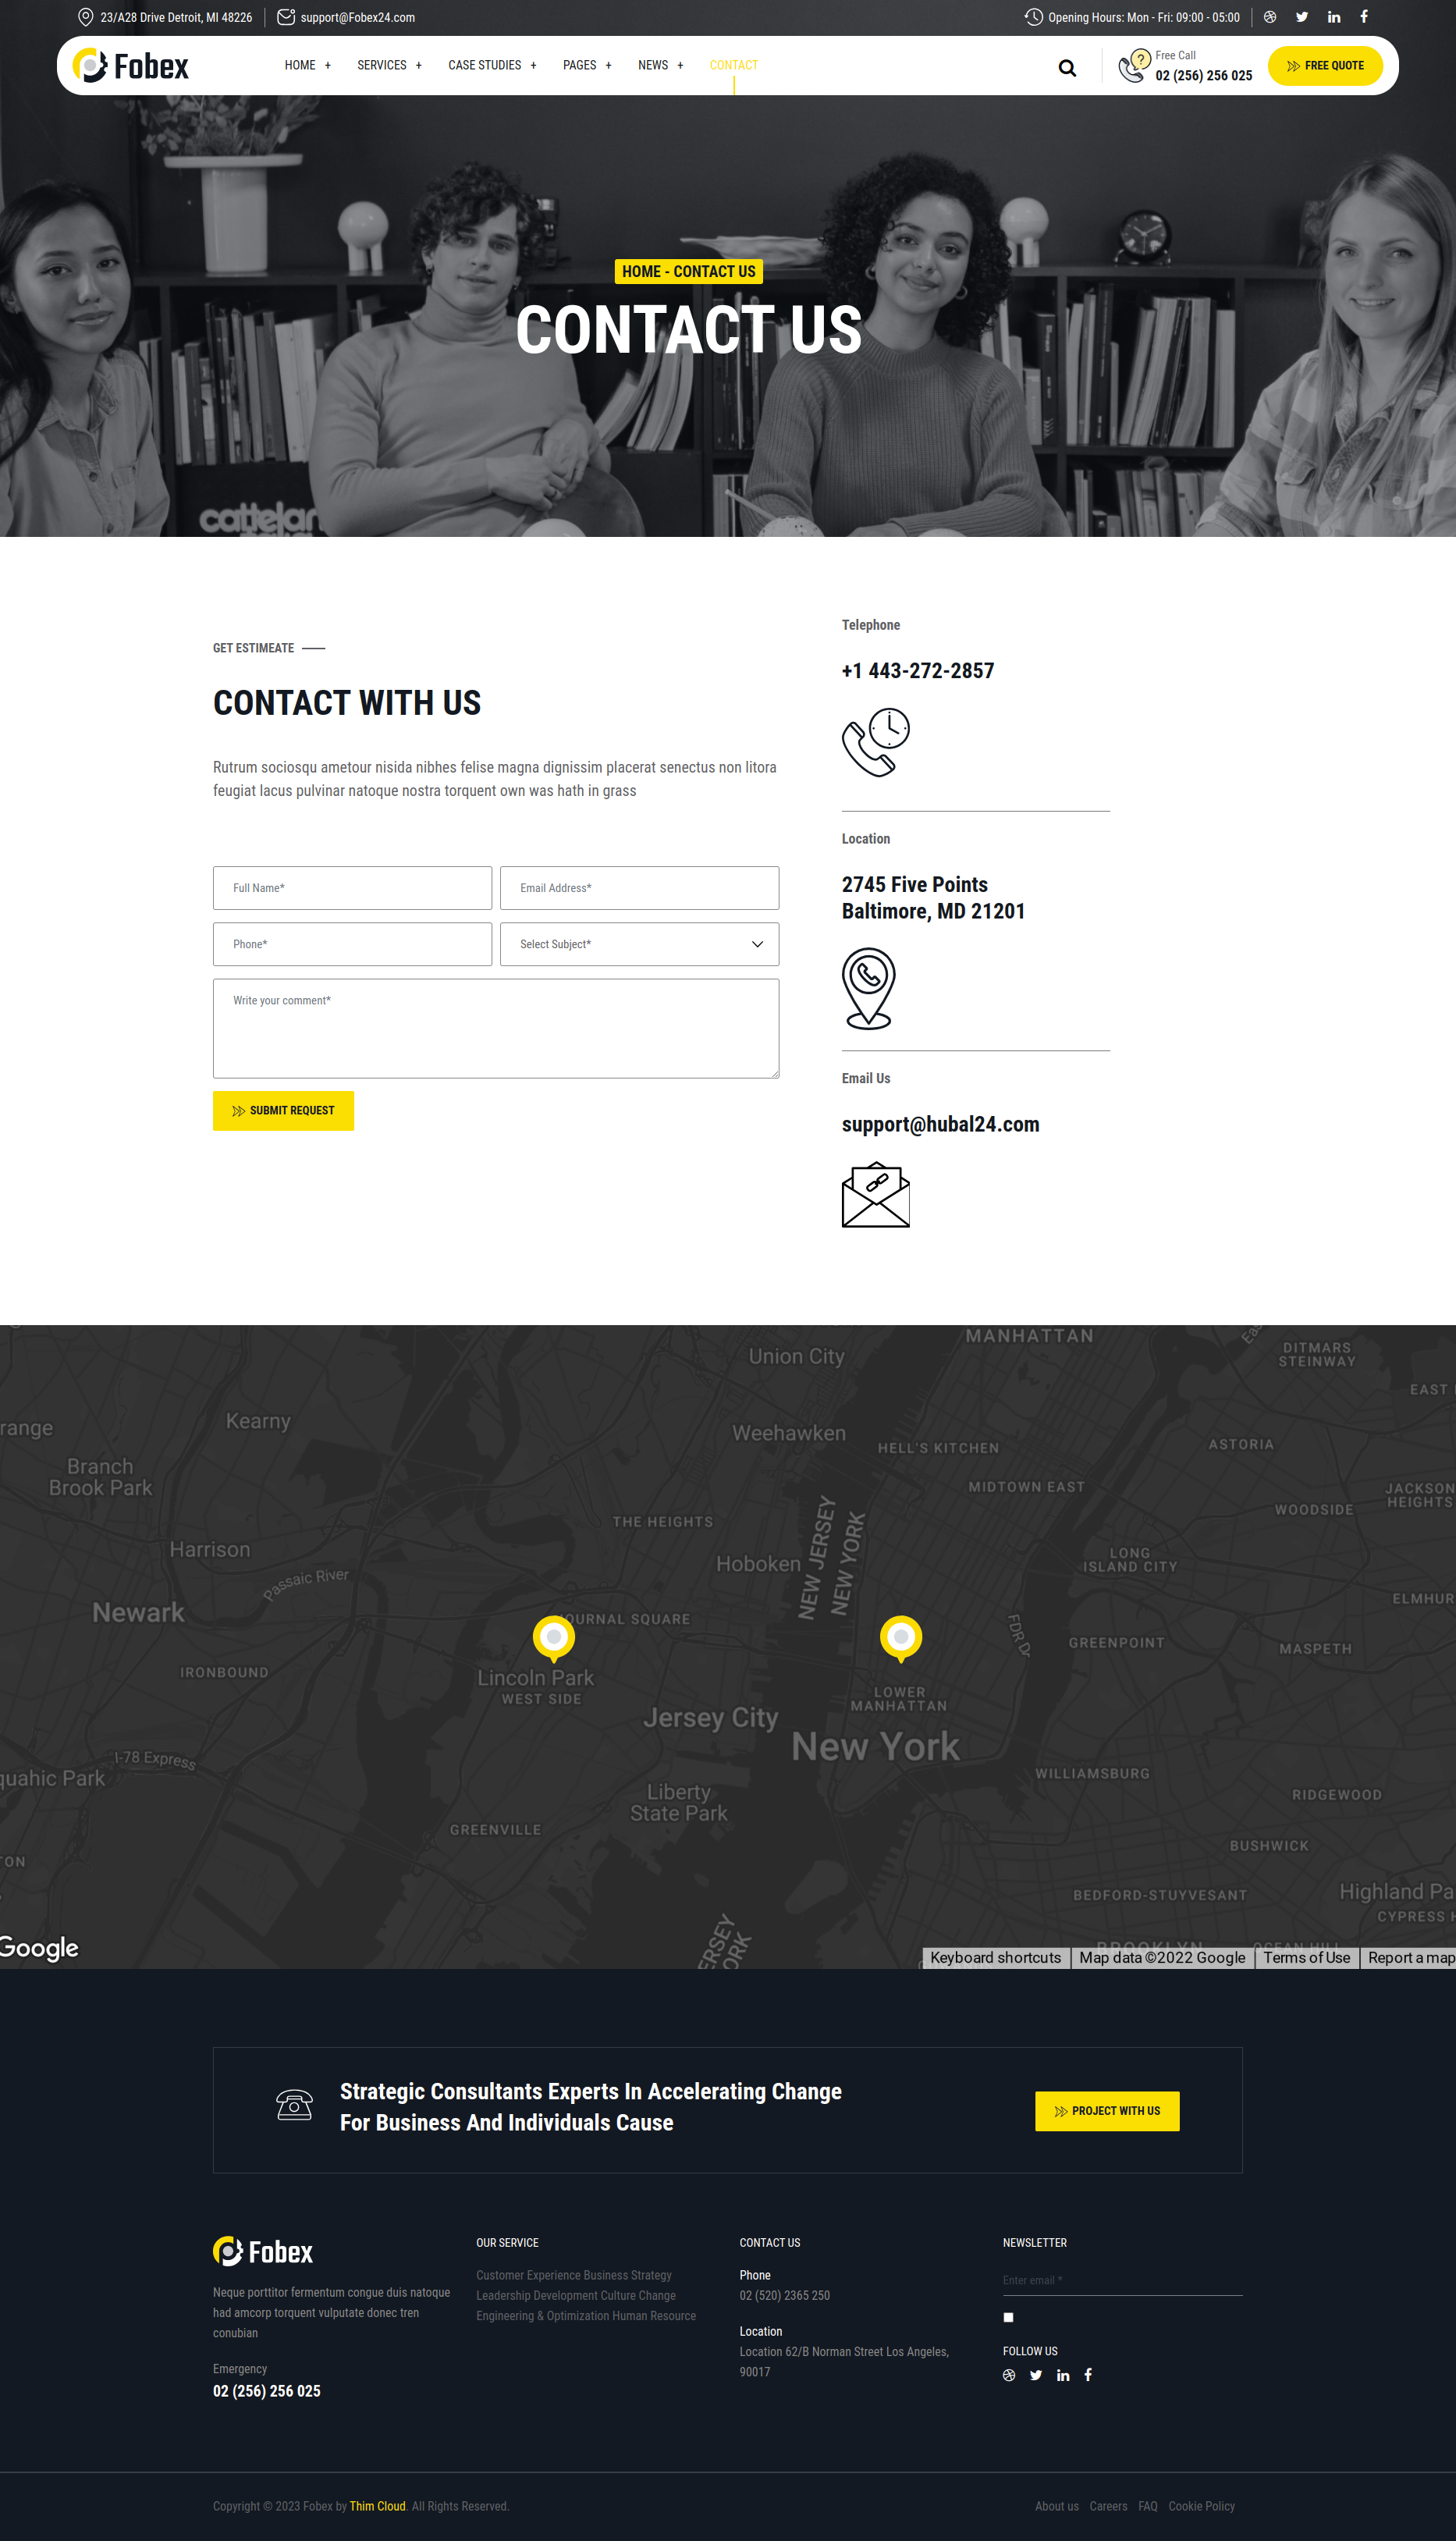 23/A28 Drive Detroit, MI 48226
support@Fobex24.com
Opening Hours: Mon - Fri: 09:00 - 05:00
Fobex
HOME +
SERVICES +
CASE STUDIES +
PAGES +
NEWS +
CONTACT
Free Call
02 (256) 256 025
FREE QUOTE
HOME - CONTACT US
CONTACT US
cattelan
GET ESTIMEATE
CONTACT WITH US
Rutrum sociosqu ametour nisida nibhes felise magna dignissim placerat senectus non litora
feugiat lacus pulvinar natoque nostra torquent own was hath in grass
Full Name*
Email Address*
Phone*
Select Subject*
Write your comment*
SUBMIT REQUEST
Telephone
+1 443-272-2857
Location
2745 Five Points
Baltimore, MD 21201
Email Us
support@hubal24.com
MANHATTAN
Union City
DITMARS
STEINWAY
EAST
Kearny
range
Weehawken
HELL'S KITCHEN
ASTORIA
Branch
Brook Park
MIDTOWN EAST
JACKSON
HEIGHTS
WOODSIDE
THE HEIGHTS
NEW JERSEY
NEW YORK
Harrison
Hoboken
LONG
ISLAND CITY
Passaic River
ELMHUR
Newark
JOURNAL SQUARE
FDR Dr
GREENPOINT
MASPETH
IRONBOUND
Lincoln Park
WEST SIDE
LOWER
MANHATTAN
Jersey City
New York
I-78 Express
quahic Park
WILLIAMSBURG
Liberty
State Park
RIDGEWOOD
GREENVILLE
BUSHWICK
TON
Highland Pa
BEDFORD-STUYVESANT
CYPRESS H
ERSEY
ORK
BROOKLYN
OCEAN HILL
Google
Keyboard shortcuts
Map data ©2022 Google
Terms of Use
Report a map
Strategic Consultants Experts In Accelerating Change
For Business And Individuals Cause
PROJECT WITH US
Fobex
Neque porttitor fermentum congue duis natoque
had amcorp torquent vulputate donec tren
conubian
Emergency
02 (256) 256 025
OUR SERVICE
Customer Experience Business Strategy
Leadership Development Culture Change
Engineering & Optimization Human Resource
CONTACT US
Phone
02 (520) 2365 250
Location
Location 62/B Norman Street Los Angeles,
90017
NEWSLETTER
Enter email *
FOLLOW US
Copyright © 2023 Fobex by Thim Cloud. All Rights Reserved.
About us
Careers
FAQ
Cookie Policy